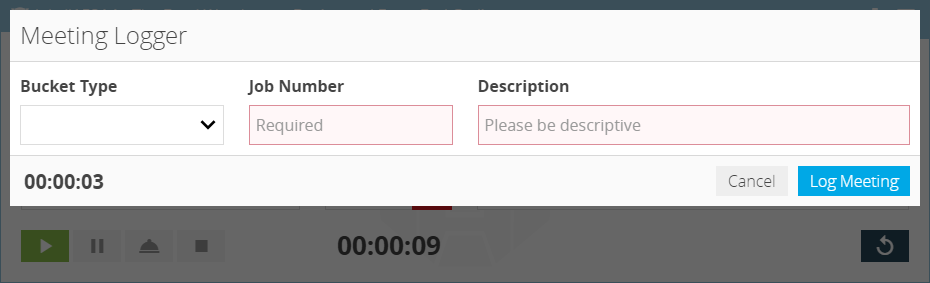 Meeting Logger
Bucket Type Job Number Description
Required Please be descriptive
00:00:03 Cancel Log Meeting
00:00:09